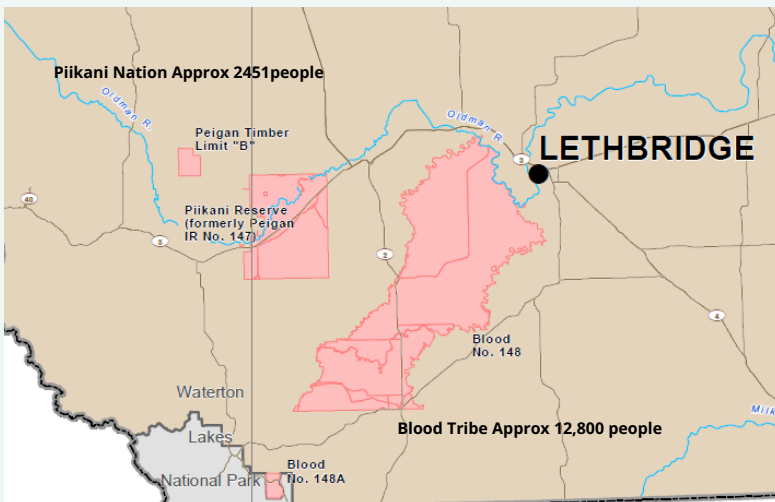 Piikani Nation Approx 2451people
Oldman R.
Peigan Timber
Limit "B"
Oldman R.
3
LETHBRIDGE
40
Piikani Reserve
(formerly Peigan
IR No. 147)
3
2
4
Blood
No. 148
Waterton
Lakes
National Park
Blood Tribe Approx 12,800 people
Milk
Blood
No. 148A